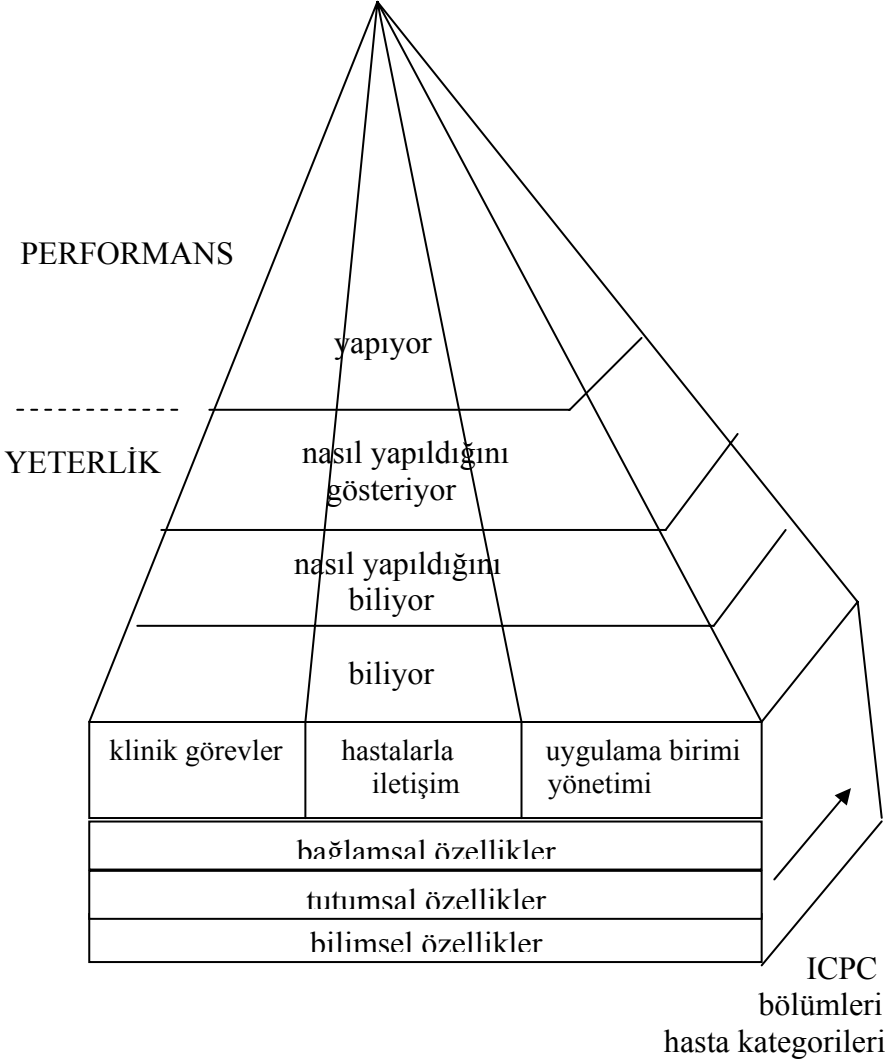 PERFORMANS
yapıyor
YETERLİK
nasıl yapıldığını
gösteriyor
nasıl yapıldığını
biliyor
biliyor
klinik görevler
hastalarla
iletişim
uygulama birimi
yönetimi
bağlamsal özellikler
tutumsal özellikler
bilimsel özellikler
ICPC
bölümleri
hasta kategorileri